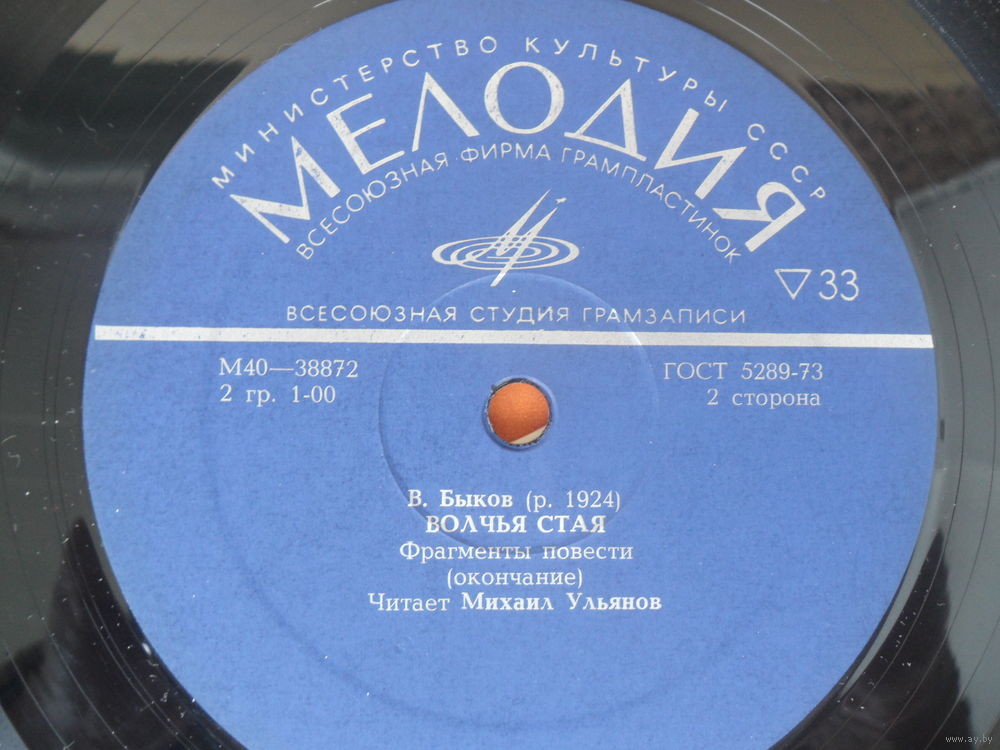 МИНИСТЕРСТВО КУЛЬТУРЫ СССР
МЕЛОДИЯ
ВСЕСОЮЗНАЯ ФИРМА ГРАМПЛАСТИНОК
▽33
ВСЕСОЮЗНАЯ СТУДИЯ ГРАМЗАПИСИ
М40—38872
2 гр. 1-00
ГОСТ 5289-73
2 сторона
В. Быков (р. 1924)
ВОЛЧЬЯ СТАЯ
Фрагменты повести
(окончание)
Читает Михаил Ульянов
www.ay.by